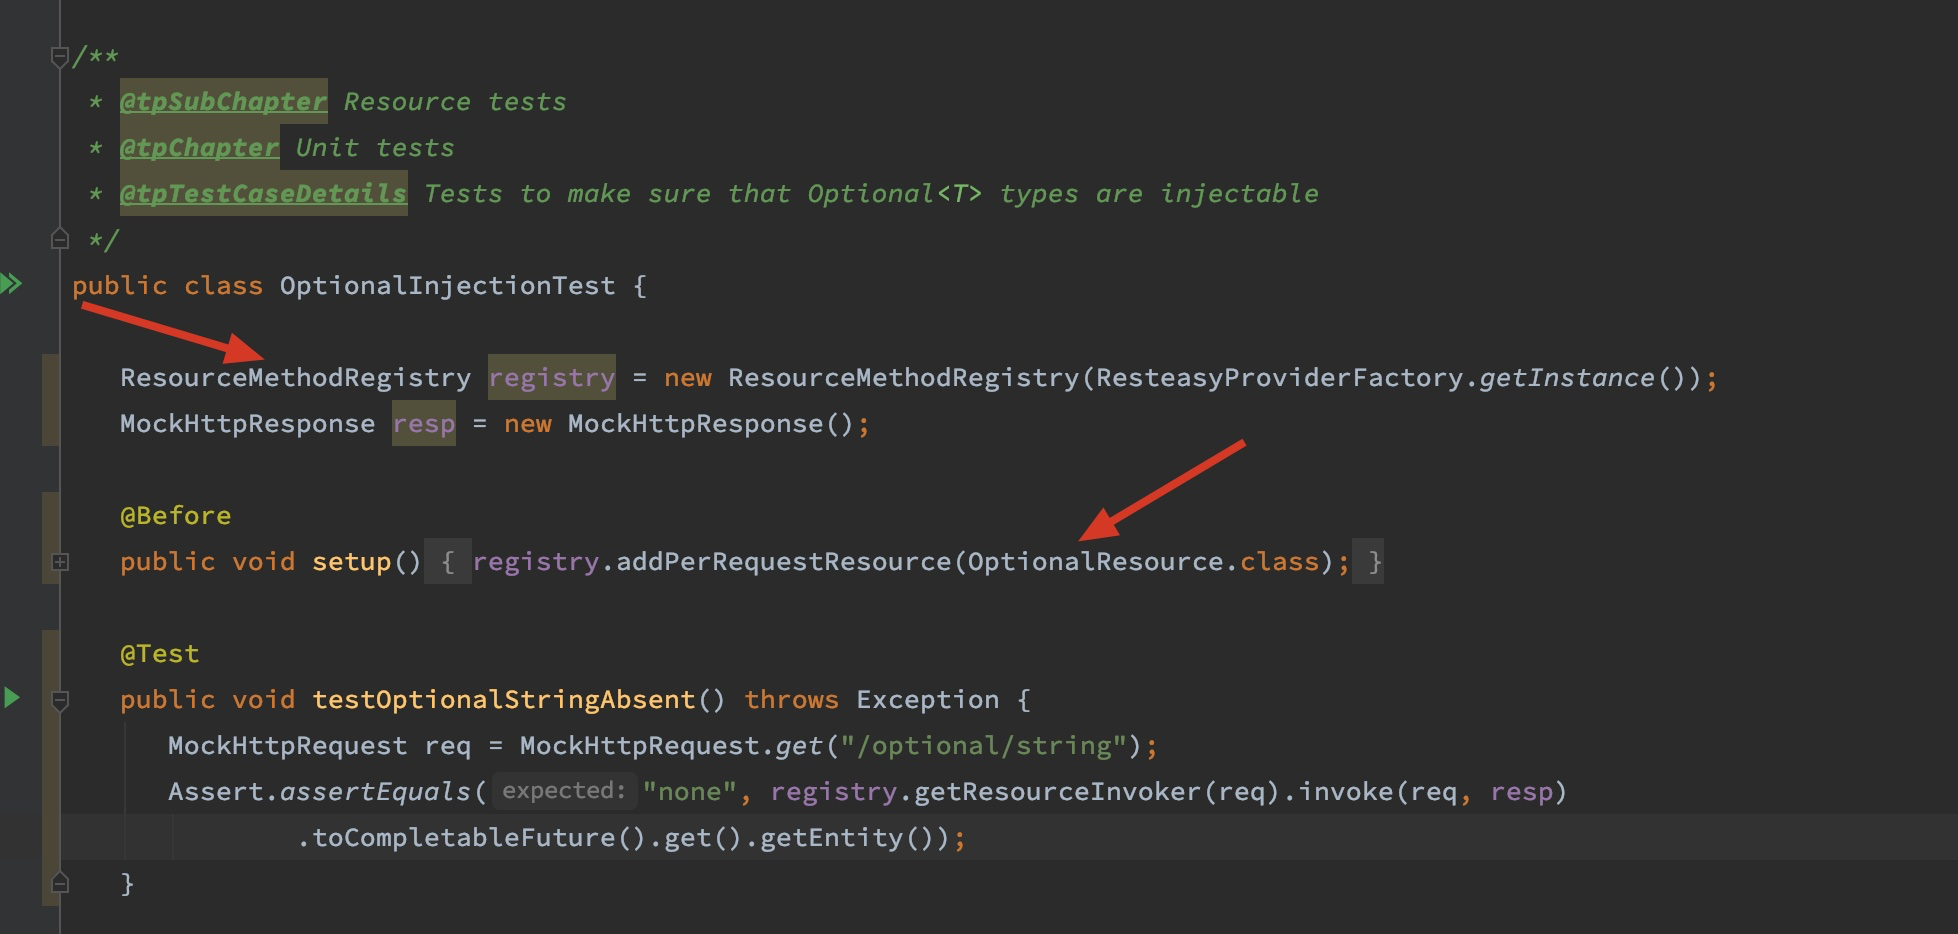 /**
 * @tpSubChapter Resource tests
 * @tpChapter Unit tests
 * @tpTestCaseDetails Tests to make sure that Optional<T> types are injectable
 */
public class OptionalInjectionTest {
ResourceMethodRegistry registry = new ResourceMethodRegistry(ResteasyProviderFactory.getInstance());
MockHttpResponse resp = new MockHttpResponse();
@Before
public void setup() { registry.addPerRequestResource(OptionalResource.class); }
@Test
public void testOptionalStringAbsent() throws Exception {
MockHttpRequest req = MockHttpRequest.get("/optional/string");
Assert.assertEquals( expected: "none", registry.getResourceInvoker(req).invoke(req, resp)
.toCompletableFuture().get().getEntity());
}